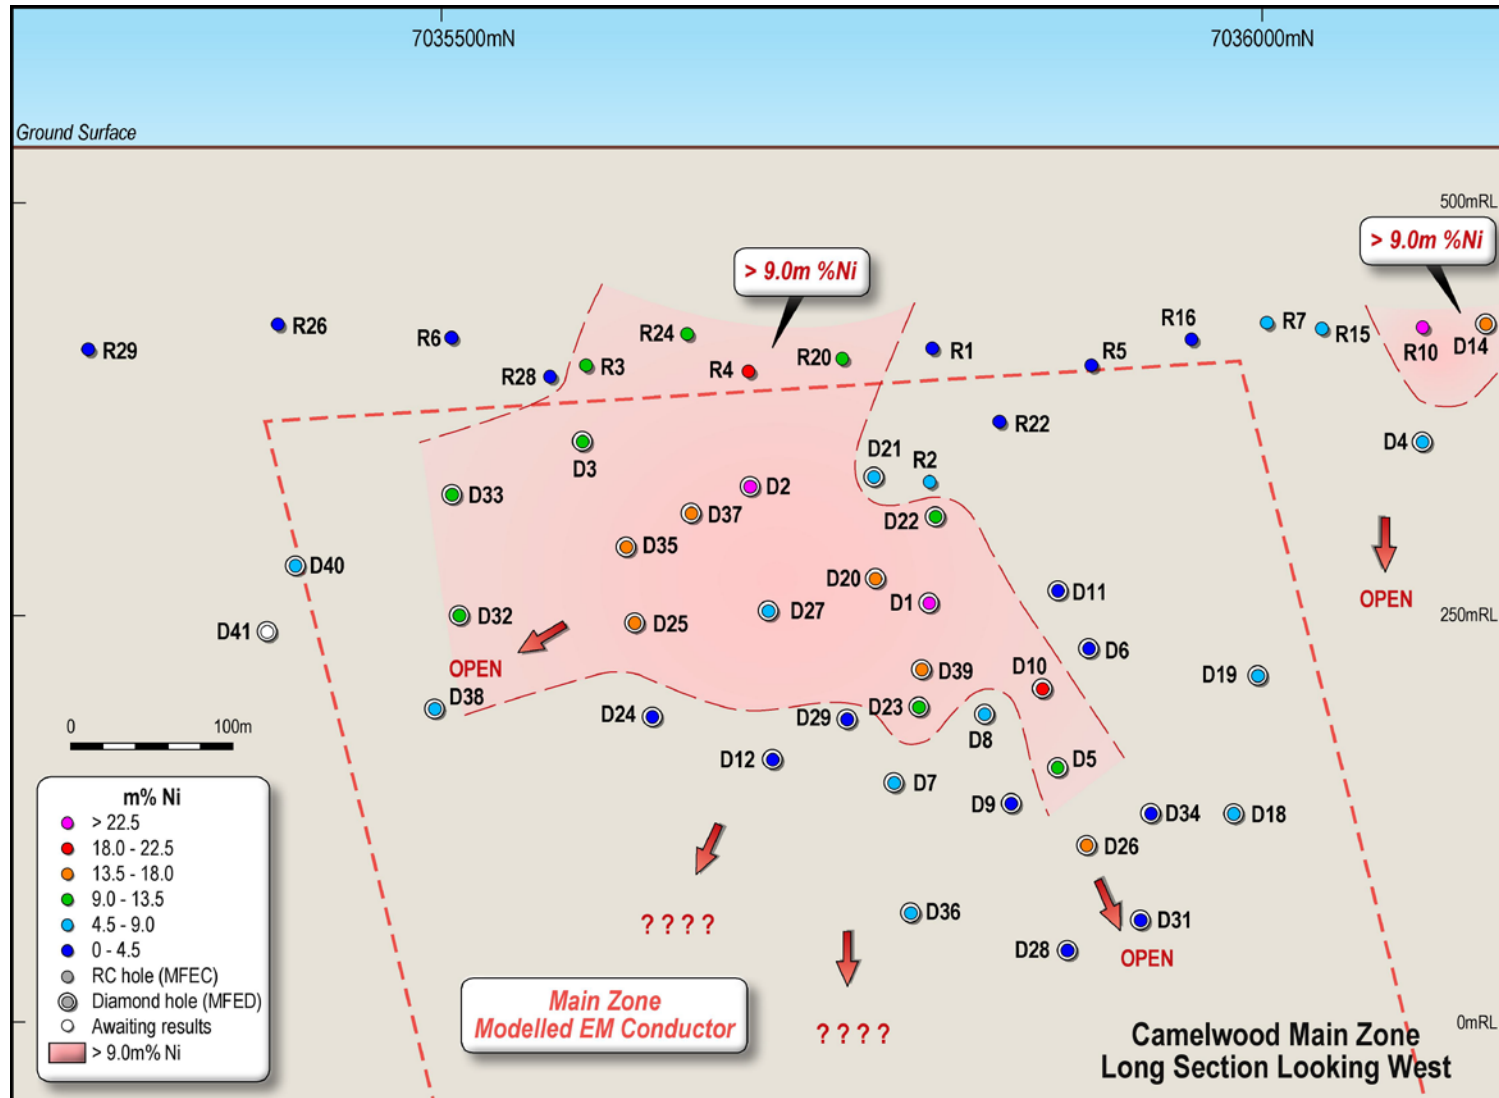 7035500mN
7036000mN
Ground Surface
500mRL
> 9.0m %Ni
> 9.0m %Ni
R29
R26
R6
R28
R3
R24
R4
R20
R1
R5
R16
R7
R15
R10
D14
R22
D4
D3
D33
D2
D37
D35
D21
R2
D22
D40
D41
D32
D25
D27
D20
D1
D11
D6
D19
OPEN
OPEN
250mRL
D38
D24
D29
D39
D23
D10
D8
D12
D7
D5
D9
D34
D18
D26
D36
D31
D28
OPEN
? ? ? ?
? ? ? ?
0
100m
m% Ni
> 22.5
18.0 - 22.5
13.5 - 18.0
9.0 - 13.5
4.5 - 9.0
0 - 4.5
RC hole (MFEC)
Diamond hole (MFED)
Awaiting results
> 9.0m% Ni
Main Zone
Modelled EM Conductor
0mRL
Camelwood Main Zone
Long Section Looking West